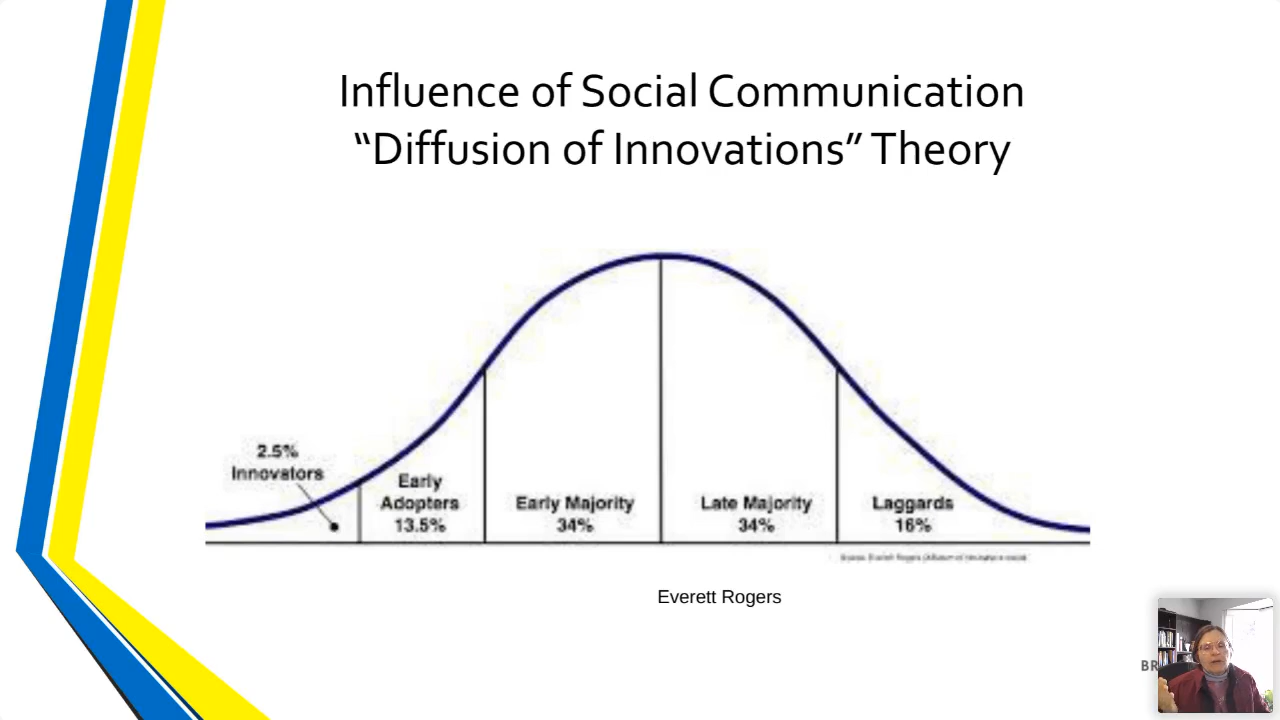 Influence of Social Communication
“Diffusion of Innovations” Theory
2.5%
Innovators
Early
Adopters
13.5%
Early Majority
34%
Late Majority
34%
Laggards
16%
Everett Rogers
BR